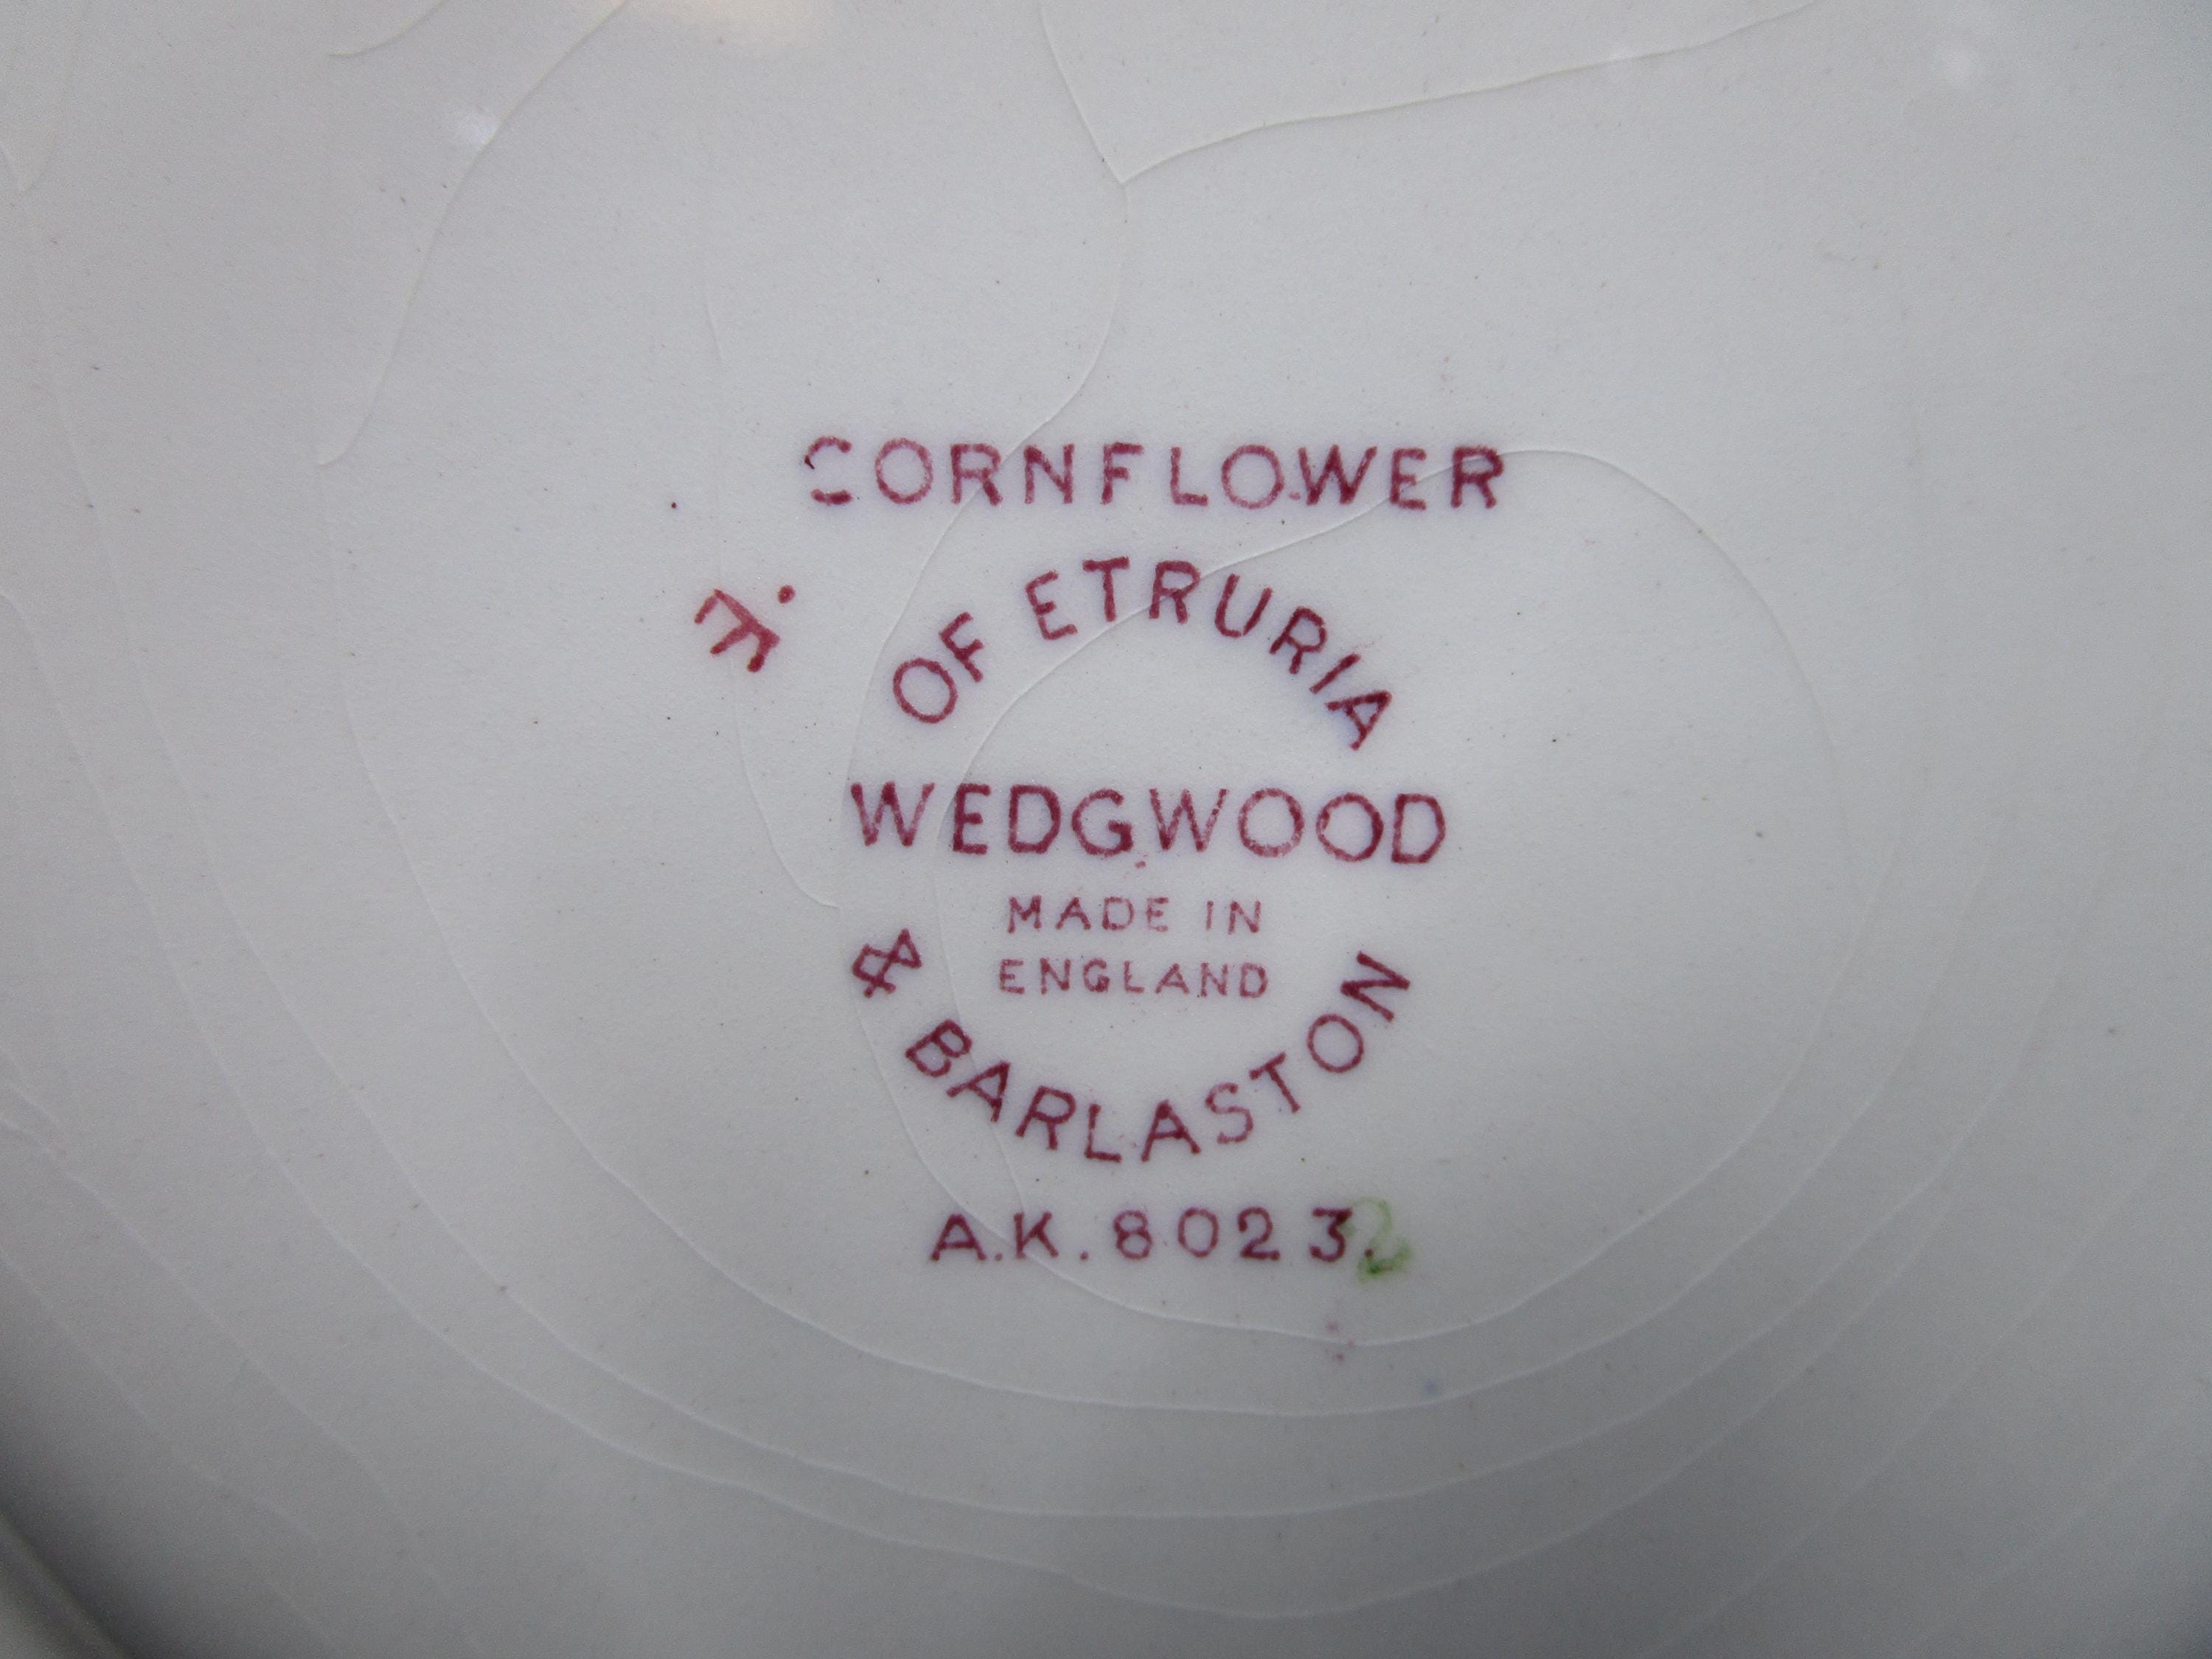 CORNFLOWER
E.
OF ETRURIA
WEDGWOOD
MADE IN
ENGLAND
& BARLASTON
A.K. 8023.